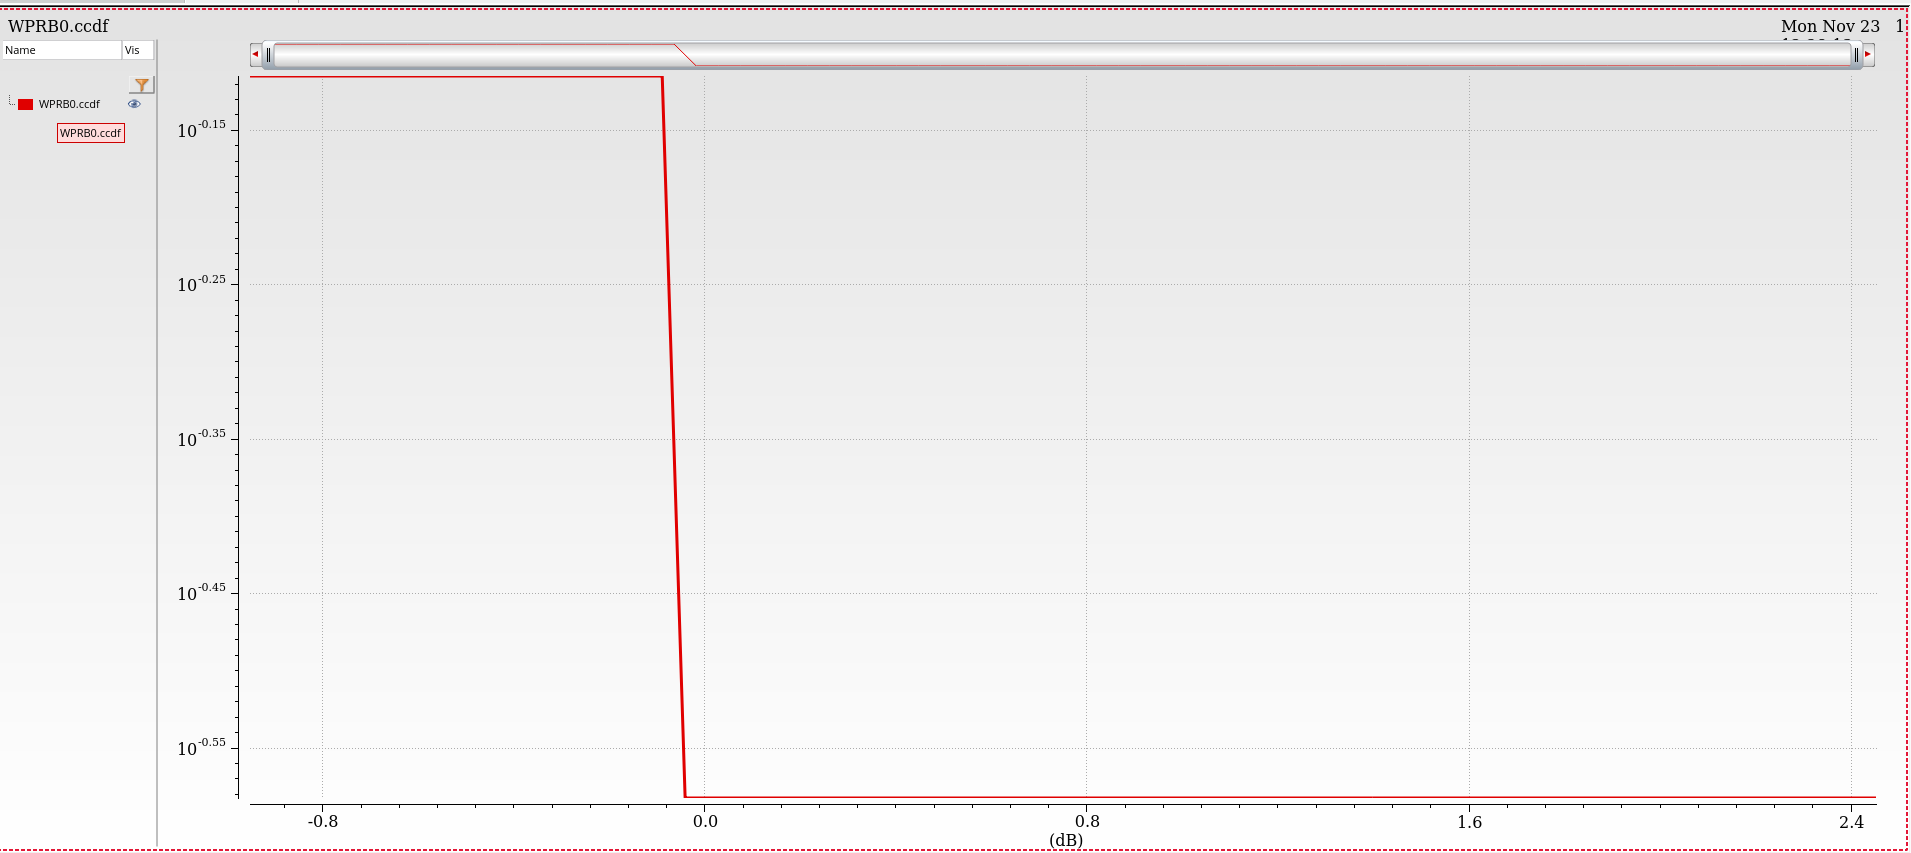 WPRB0.ccdf
Mon Nov 23 1
Name Vis
WPRB0.ccdf
WPRB0.ccdf
10^-0.15
10^-0.25
10^-0.35
10^-0.45
10^-0.55
-0.8 0.0 0.8 1.6 2.4
(dB)